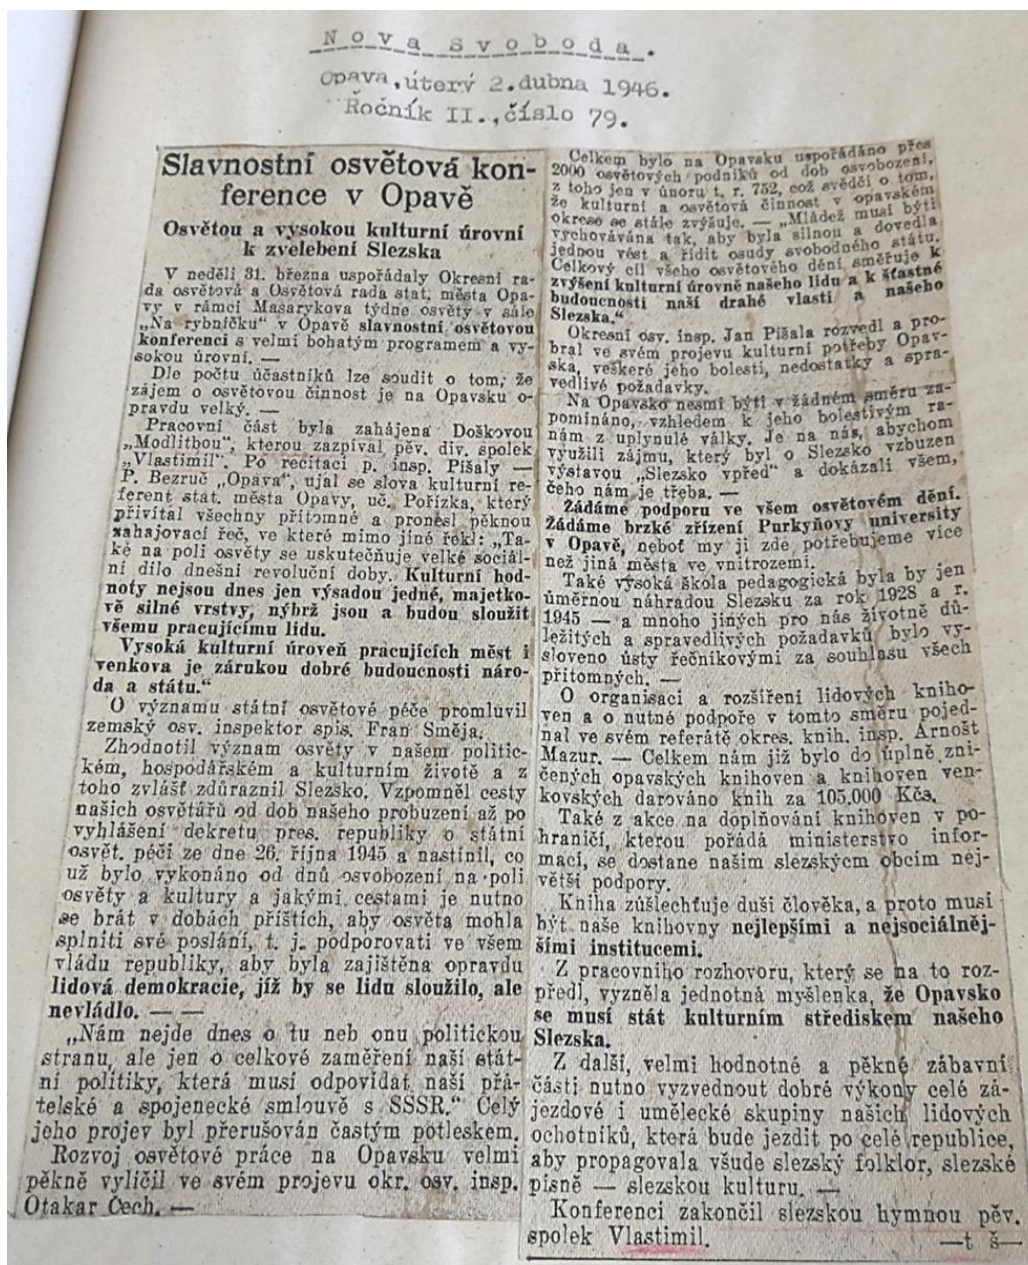 Nova Svoboda.
Opava, úterý 2. dubna 1946.
Ročník II., číslo 79.
Slavnostní osvětová kon-
ference v Opavě
Osvětou a vysokou kulturní úrovní
k zvelebení Slezska
V neděli 31. března uspořádaly Okresní ra-
da osvětová a Osvětová rada stat. města Opa-
vy v rámci Masarykova týdne osvěty v sále
„Na rybníčku“ v Opavě slavnostní osvětovou
konferenci s velmi bohatým programem a vy-
sokou úrovní. —
Dle počtu účastníků lze soudit o tom, že
zájem o osvětovou činnost je na Opavsku o-
pravdu velký. —
Pracovní část byla zahájena Doškovou
„Modlitbou“, kterou zazpíval pěv. div. spolek
„Vlastimil“. Po recitaci p. insp. Pišaly —
P. Bezruč „Opava“, ujal se slova kulturní re-
ferent stat. města Opavy, uč. Pořízka, který
přivítal všechny přítomné a pronesl pěknou
zahajovací řeč, ve které mimo jiné řekl: „Ta-
ké na poli osvěty se uskutečňuje velké sociál-
ní dílo dnešní revoluční doby. Kulturní hod-
noty nejsou dnes jen výsadou jedné, majetko-
vě silné vrstvy, nýbrž jsou a budou sloužit
všemu pracujícímu lidu.
Vysoká kulturní úroveň pracujících měst i
venkova je zárukou dobré budoucnosti náro-
da a státu.“
O významu státní osvětové péče promluvil
zemský osv. inspektor spis. Fran Směja.
Zhodnotil význam osvěty v našem politic-
kém, hospodářském a kulturním životě a z
toho zvlášť zdůraznil Slezsko. Vzpomněl cesty
našich osvětářů od dob našeho probuzení až po
vyhlášení dekretu pres. republiky o státní
osvět. péči ze dne 26. října 1945 a nastínil, co
už bylo vykonáno od dnů osvobození na poli
osvěty a kultury a jakými cestami je nutno
se brát v dobách příštích, aby osvěta mohla
splniti své poslání, t. j. podporovati ve všem
vládu republiky, aby byla zajištěna opravdu
lidová demokracie, jíž by se lidu sloužilo, ale
nevládlo. — —
„Nám nejde dnes o tu neb onu politickou
stranu, ale jen o celkové zaměření naší stát-
ní politiky, která musí odpovídat naší přá-
telské a spojenecké smlouvě s SSSR.“ Celý
jeho projev byl přerušován častým potleskem.
Rozvoj osvětové práce na Opavsku velmi
pěkně vylíčil ve svém projevu okr. osv. insp.
Otakar Čech. —
Celkem bylo na Opavsku uspořádáno přes
2000 osvětových podniků od dob osvobození,
z toho jen v únoru t. r. 752, což svědčí o tom,
že kulturní a osvětová činnost v opavském
okrese se stále zvyšuje. — „Mládež musí býti
vychovávána tak, aby byla silnou a dovedla
jednou vést a řídit osudy svobodného státu.
Celkový cíl všeho osvětového dění směřuje k
zvýšení kulturní úrovně našeho lidu a k šťastné
budoucnosti naší drahé vlasti a našeho
Slezska.“
Okresní osv. insp. Jan Pišala rozvedl a pro-
bral ve svém projevu kulturní potřeby Opav-
ska, veškeré jeho bolesti, nedostatky a spra-
vedlivé požadavky.
Na Opavsko nesmí býti v žádném směru za-
pomínáno, vzhledem k jeho bolestivým ra-
nám z uplynulé války. Je na nás, abychom
využili zájmu, který byl o Slezsko vzbuzen
výstavou „Slezsko vpřed“ a dokázali všem,
čeho nám je třeba. —
Žádáme podporu ve všem osvětovém dění.
Žádáme brzké zřízení Purkyňovy university
v Opavě, neboť my ji zde potřebujeme více
než jiná města ve vnitrozemí.
Také vysoká škola pedagogická byla by jen
úměrnou náhradou Slezsku za rok 1928 a r.
1945 — a mnoho jiných pro nás životně dů-
ležitých a spravedlivých požadavků bylo vy-
sloveno ústy řečníkovými za souhlasu všech
přítomných. —
O organisaci a rozšíření lidových kniho-
ven a o nutné podpoře v tomto směru pojed-
nal ve svém referátě okres. knih. insp. Arnošt
Mazur. — Celkem nám již bylo do úplně zni-
čených opavských knihoven a knihoven ven-
kovských darováno knih za 105.000 Kčs.
Také z akce na doplňování knihoven v po-
hraničí, kterou pořádá ministerstvo infor-
mací, se dostane našim slezským obcím nej-
větší podpory.
Kniha zušlechťuje duši člověka, a proto musí
být naše knihovny nejlepšími a nejsociálněj-
šími institucemi.
Z pracovního rozhovoru, který se na to roz-
předl, vyzněla jednotná myšlenka, že Opavsko
se musí stát kulturním střediskem našeho
Slezska.
Z další, velmi hodnotné a pěkné zábavní
části nutno vyzvednout dobré výkony celé zá-
jezdové i umělecké skupiny našich lidových
ochotníků, která bude jezdit po celé republice,
aby propagovala všude slezský folklor, slezské
písně — slezskou kulturu. —
Konferenci zakončil slezskou hymnou pěv.
spolek Vlastimil. —t š—